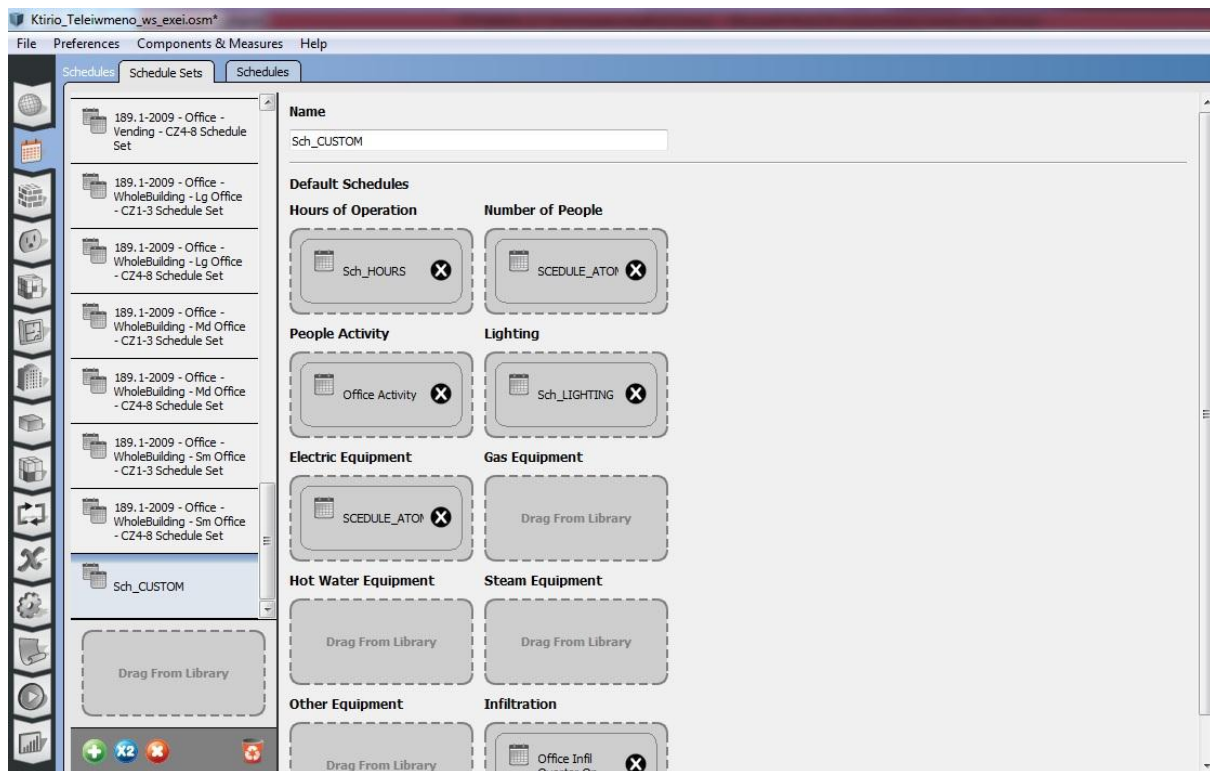 Ktirio_Teleiwmeno_ws_exei.osm*
File Preferences Components & Measures Help
Schedules Schedule Sets Schedules
189.1-2009 - Office -
Vending - CZ4-8 Schedule
Set
189.1-2009 - Office -
WholeBuilding - Lg Office
- CZ1-3 Schedule Set
189.1-2009 - Office -
WholeBuilding - Lg Office
- CZ4-8 Schedule Set
189.1-2009 - Office -
WholeBuilding - Md Office
- CZ1-3 Schedule Set
189.1-2009 - Office -
WholeBuilding - Md Office
- CZ4-8 Schedule Set
189.1-2009 - Office -
WholeBuilding - Sm Office
- CZ1-3 Schedule Set
189.1-2009 - Office -
WholeBuilding - Sm Office
- CZ4-8 Schedule Set
Sch_CUSTOM
Drag From Library
X2
Name
Sch_CUSTOM
Default Schedules
Hours of Operation Number of People
Sch_HOURS SCEDULE_ATOM
People Activity Lighting
Office Activity Sch_LIGHTING
Electric Equipment Gas Equipment
SCEDULE_ATOM Drag From Library
Hot Water Equipment Steam Equipment
Drag From Library Drag From Library
Other Equipment Infiltration
Drag From Library Office Infil